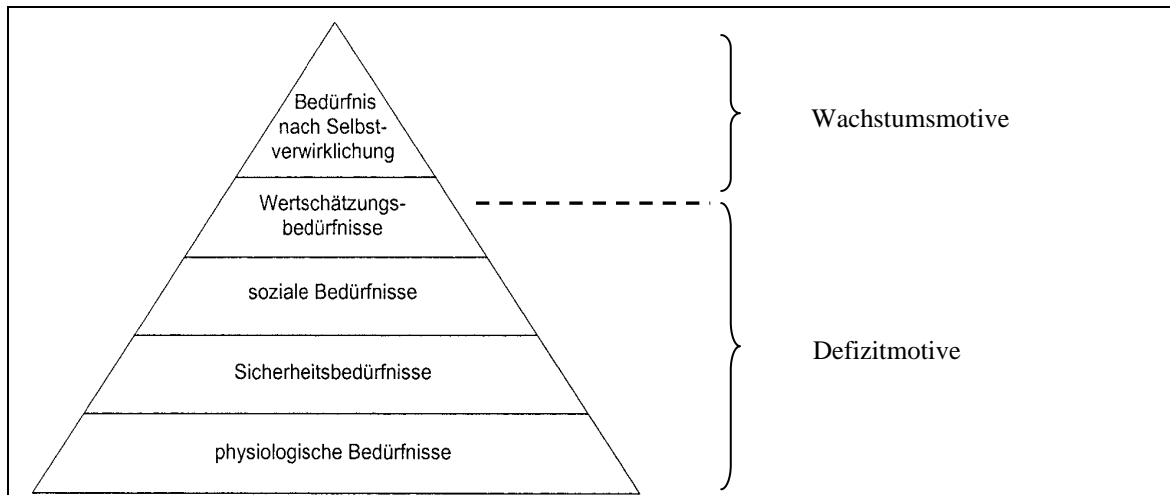 Bedürfnis
nach Selbst-
verwirklichung
Wertschätzungs-
bedürfnisse
soziale Bedürfnisse
Sicherheitsbedürfnisse
physiologische Bedürfnisse
Wachstumsmotive
Defizitmotive